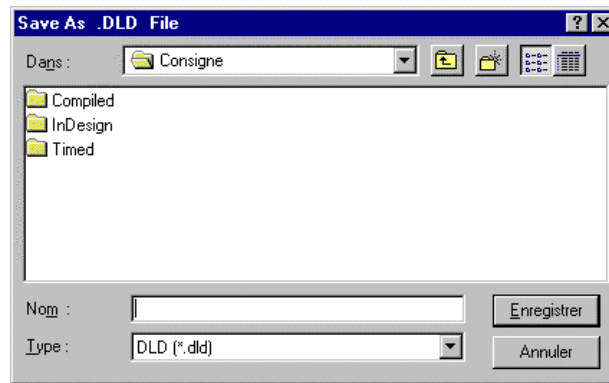 Save As .DLD File
Dans : Consigne
Compiled
InDesign
Timed
Nom : Enregistrer
Type : DLD (*.dld) Annuler